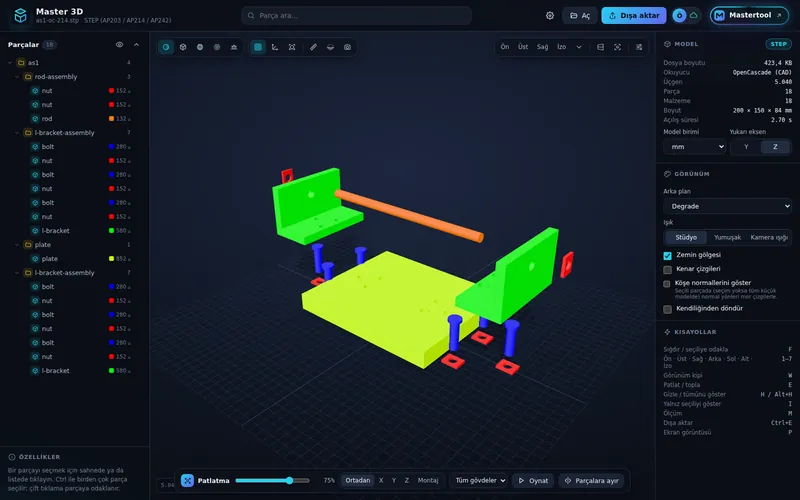 Master 3D
as1-oc-214.stp · STEP (AP203 / AP214 / AP242)
Parça ara...
Aç
Dışa aktar
Ö
Mastertool ↗
Parçalar 18
as1 4
rod-assembly 3
nut 152
nut 152
rod 132
l-bracket-assembly 7
bolt 280
nut 152
bolt 280
nut 152
bolt 280
nut 152
l-bracket 580
plate 1
plate 852
l-bracket-assembly 7
bolt 280
nut 152
bolt 280
nut 152
bolt 280
nut 152
l-bracket 580
ÖZELLİKLER
Bir parçayı seçmek için sahnede ya da
listede tıklayın. Ctrl ile birden çok parça
seçilir; çift tıklama parçaya odaklanır.
Ön Üst Sağ İzo
5.04
Patlatma 75% Ortadan X Y Z Montaj Tüm gövdeler Oynat Parçalara ayır
MODEL STEP
Dosya boyutu 423,4 KB
Okuyucu OpenCascade (CAD)
Üçgen 5.040
Parça 18
Malzeme 18
Boyut 200 × 150 × 84 mm
Açılış süresi 2.70 s
Model birimi Yukarı eksen
mm Y Z
GÖRÜNÜM
Arka plan
Degrade
Işık
Stüdyo Yumuşak Kamera ışığı
Zemin gölgesi
Kenar çizgileri
Köşe normallerini göster
Seçili parçada (seçim yoksa tüm küçük
modelde) normal yönleri mor çizgilerle.
Kendiliğinden döndür
KISAYOLLAR
Sığdır / seçiliye odakla F
Ön · Üst · Sağ · Arka · Sol · Alt · 1–7
İzo
Görünüm kipi W
Patlat / topla E
Gizle / tümünü göster H / Alt+H
Yalnız seçiliyi göster I
Ölçüm M
Dışa aktar Ctrl+E
Ekran görüntüsü P